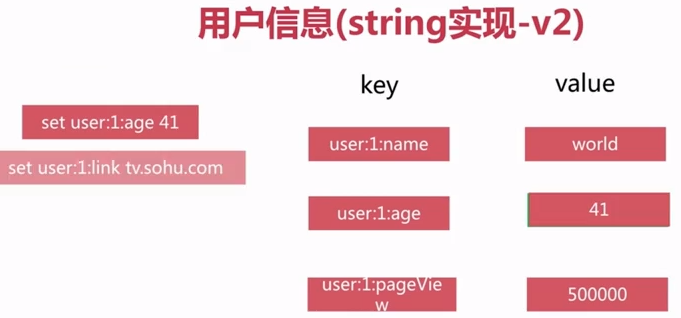 用户信息(string实现-v2)
key
value
set user:1:age 41
set user:1:link tv.sohu.com
user:1:name
world
user:1:age
41
user:1:pageVie
w
500000